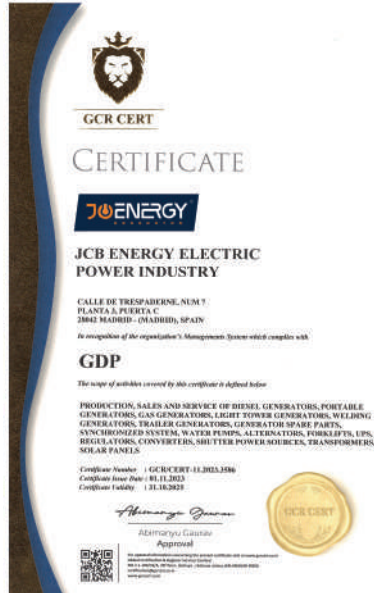 GCR CERT
CERTIFICATE
JCBENERGY
GENERATOR
JCB ENERGY ELECTRIC
POWER INDUSTRY
CALLE DE TRESPADERNE, NUM 7
PLANTA 3, PUERTA C
28042 MADRID - (MADRID), SPAIN
In recognition of the organization's Managements System which complies with
GDP
The scope of activities covered by this certificate is defined below
PRODUCTION, SALES AND SERVICE OF DIESEL GENERATORS, PORTABLE
GENERATORS, GAS GENERATORS, LIGHT TOWER GENERATORS, WELDING
GENERATORS, TRAILER GENERATORS, GENERATOR SPARE PARTS,
SYNCHRONIZED SYSTEM, WATER PUMPS, ALTERNATORS, FORKLIFTS, UPS,
REGULATORS, CONVERTERS, SHUTTER POWER SOURCES, TRANSFORMERS,
SOLAR PANELS
Certificate Number : GCR/CERT-11.2023.3586
Certificate Issue Date : 01.11.2023
Certificate Validity : 31.10.2025
Abimanyu Gaurav
GCR CERT
Abimanyu Gaurav
Approval